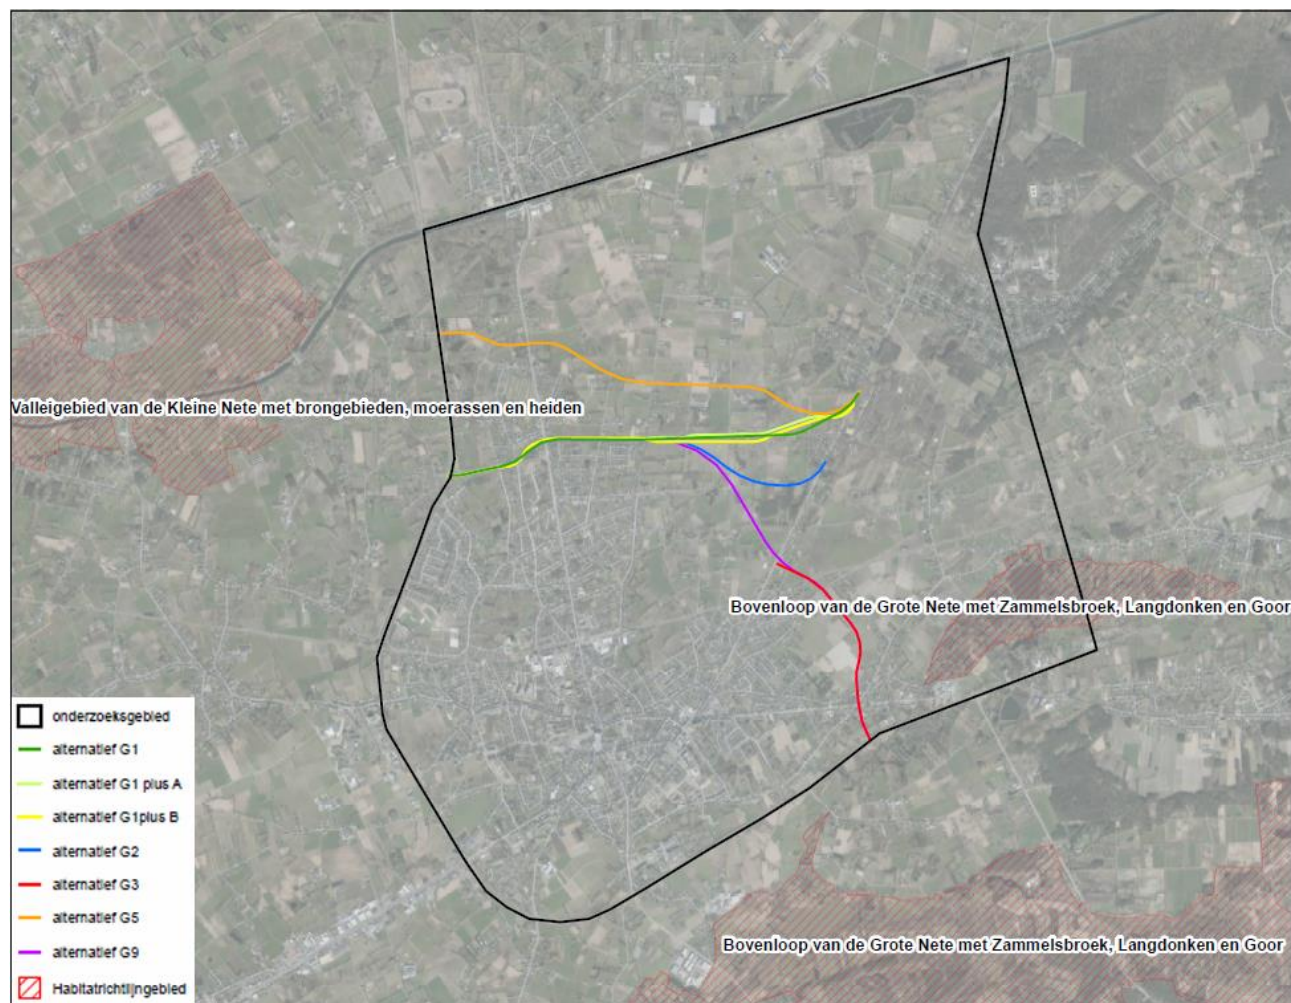 Valleigebied van de Kleine Nete met brongebieden, moerassen en heiden
Bovenloop van de Grote Nete met Zammelsbroek, Langdonken en Goor
onderzoeksgebied
alternatief G1
alternatief G1 plus A
alternatief G1plus B
alternatief G2
alternatief G3
alternatief G5
alternatief G9
Habitatrichtlijngebied
Bovenloop van de Grote Nete met Zammelsbroek, Langdonken en Goor